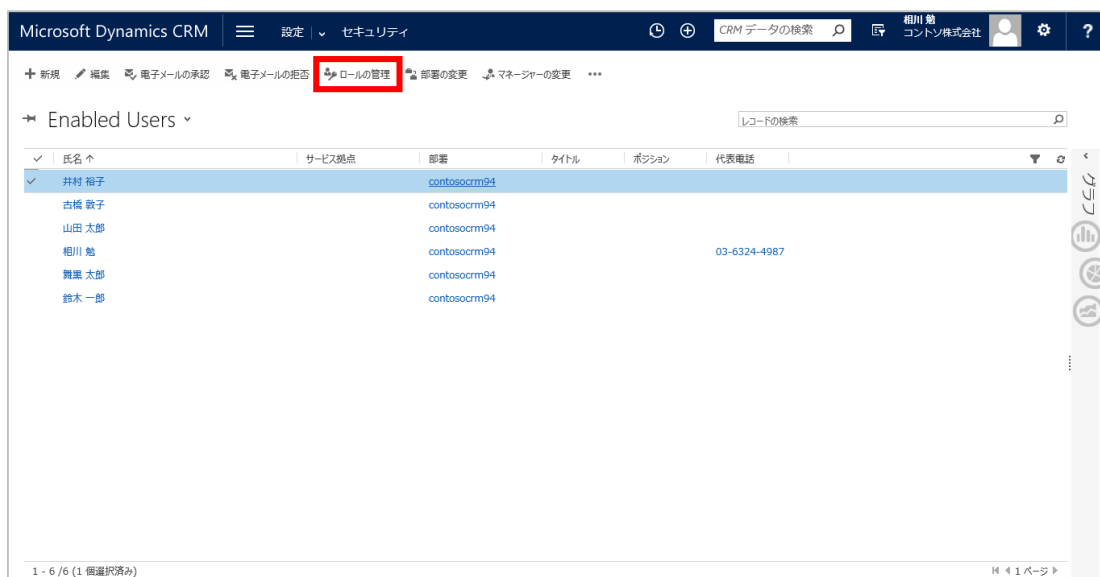 Microsoft Dynamics CRM 設定 セキュリティ CRM データの検索 相川 勉 コントソ株式会社 ?
新規 編集 電子メールの承認 電子メールの拒否 ロールの管理 部署の変更 マネージャーの変更 •••
Enabled Users レコードの検索
氏名 サービス拠点 部署 タイトル ポジション 代表電話
井村 裕子 contosocrm94
古橋 敦子 contosocrm94
山田 太郎 contosocrm94
相川 勉 contosocrm94 03-6324-4987
舞黒 太郎 contosocrm94
鈴木 一郎 contosocrm94
グラフ
1 - 6 /6 (1 個選択済み) 1 ページ